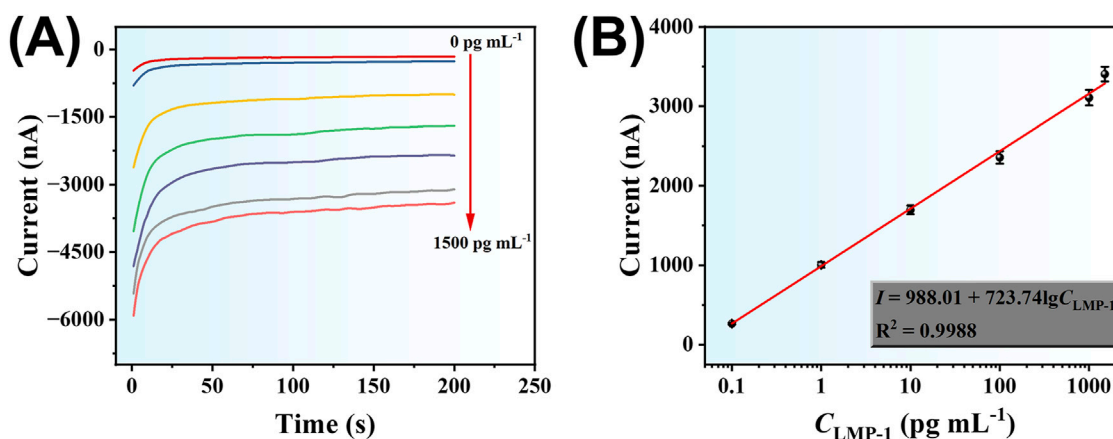 (A)
0 pg mL⁻¹
1500 pg mL⁻¹
0
−1500
−3000
−4500
−6000
Current (nA)
0
50
100
150
200
250
Time (s)
(B)
4000
3000
2000
1000
0
Current (nA)
I = 988.01 + 723.74lgC_LMP-1
R² = 0.9988
0.1
1
10
100
1000
C_LMP-1 (pg mL⁻¹)